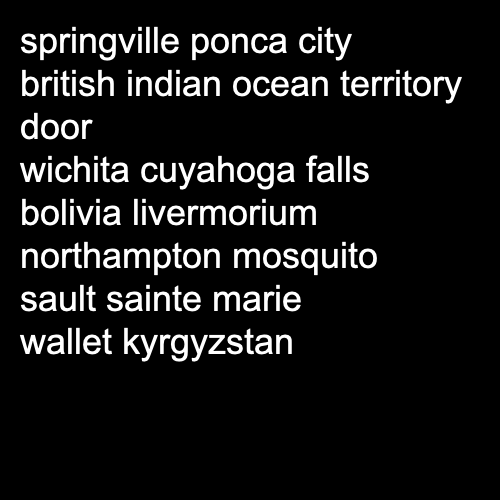 springville ponca city
british indian ocean territory
door
wichita cuyahoga falls
bolivia livermorium
northampton mosquito
sault sainte marie
wallet kyrgyzstan